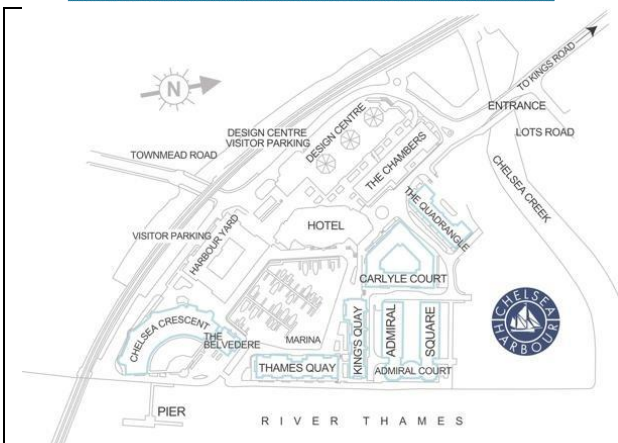 N
TO KINGS ROAD
ENTRANCE
LOTS ROAD
DESIGN CENTRE
VISITOR PARKING
DESIGN CENTRE
TOWNMEAD ROAD
THE CHAMBERS
CHELSEA CREEK
THE QUADRANGLE
HOTEL
VISITOR PARKING
HARBOUR YARD
CARLYLE COURT
CHELSEA
HARBOUR
CHELSEA CRESCENT
THE
BELVEDERE
MARINA
KING'S QUAY
ADMIRAL
SQUARE
THAMES QUAY
ADMIRAL COURT
PIER
RIVER THAMES